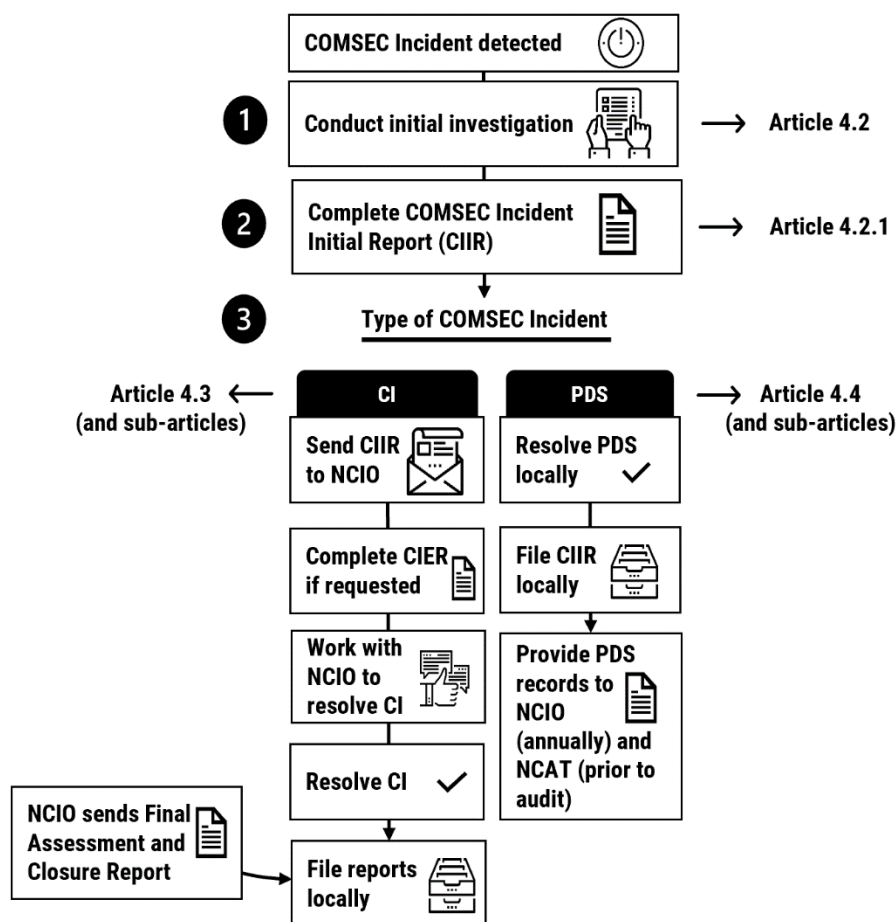 COMSEC Incident detected
1
Conduct initial investigation
Article 4.2
2
Complete COMSEC Incident
Initial Report (CIIR)
Article 4.2.1
3
Type of COMSEC Incident
Article 4.3
(and sub-articles)
CI
PDS
Article 4.4
(and sub-articles)
Send CIIR
to NCIO
Resolve PDS
locally
Complete CIER
if requested
File CIIR
locally
Work with
NCIO to
resolve CI
Provide PDS
records to
NCIO
(annually) and
NCAT (prior to
audit)
Resolve CI
NCIO sends Final
Assessment and
Closure Report
File reports
locally